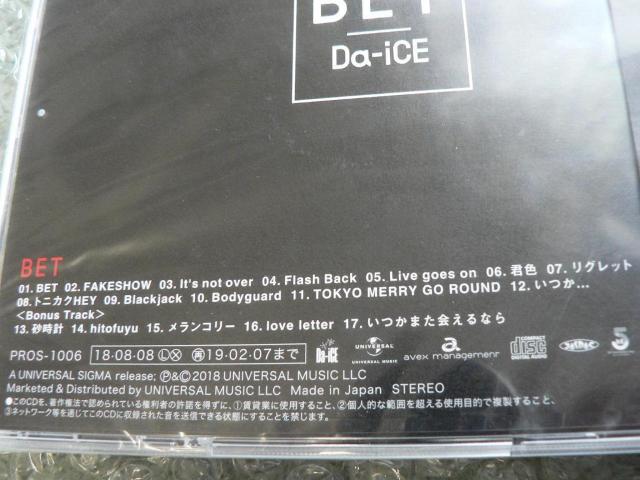 BET
Da-iCE
BET
01. BET 02. FAKESHOW 03. It's not over 04. Flash Back 05. Live goes on 06. 君色 07. リグレット
08. トニカクHEY 09. Blackjack 10. Bodyguard 11. TOKYO MERRY GO ROUND 12. いつか...
<Bonus Track>
13. 砂時計 14. hitofuyu 15. メランコリー 16. love letter 17. いつかまた会えるなら
PROS-1006 18·08·08 Ⓛ Ⓧ 再 19·02·07まで Da-iCE UNIVERSAL UNIVERSAL MUSIC avex management COMPACT disc DIGITAL AUDIO
A UNIVERSAL SIGMA release; ℗&©2018 UNIVERSAL MUSIC LLC
Marketed & Distributed by UNIVERSAL MUSIC LLC Made in Japan STEREO
●このCDを、著作権法で認められている権利者の許諾を得ずに、①賃貸業に使用すること、②個人的な範囲を超える使用目的で複製すること、
③ネットワーク等を通じてこのCDに収録された音を送信できる状態にすることを禁じます。